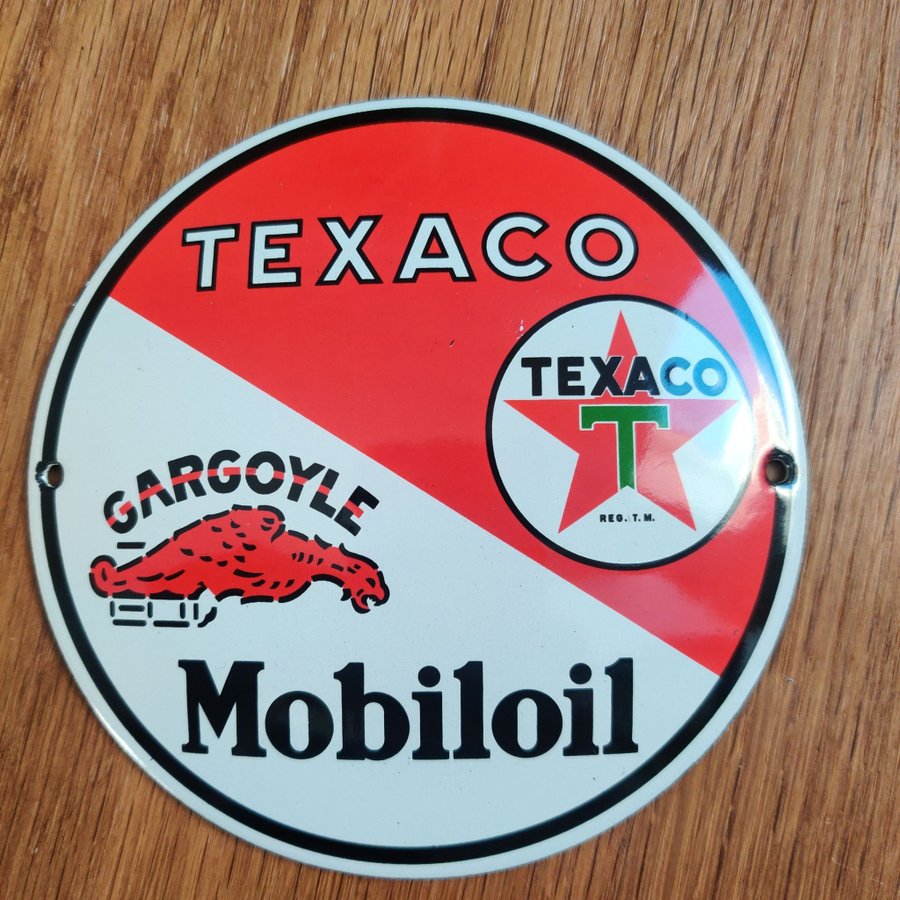 TEXACO
TEXACO
T
REG. T.M.
GARGOYLE
Mobiloil